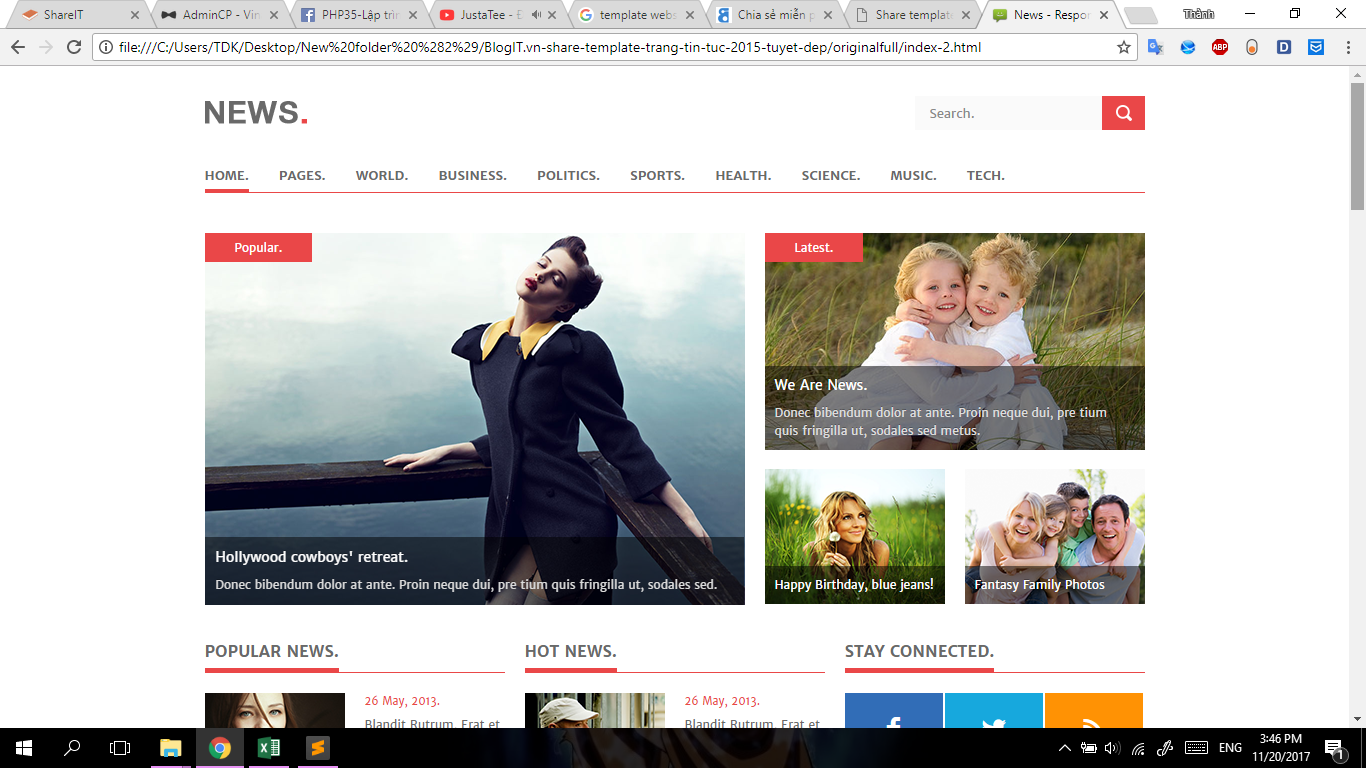 ShareIT
AdminCP - Vin
PHP35-Lập trìn
JustaTee - Đ
template webs
Chia sẻ miễn p
Share template
News - Respon
Thành
file:///C:/Users/TDK/Desktop/New%20folder%20%282%29/BlogIT.vn-share-template-trang-tin-tuc-2015-tuyet-dep/originalfull/index-2.html
ABP
D
NEWS.
Search.
HOME. PAGES. WORLD. BUSINESS. POLITICS. SPORTS. HEALTH. SCIENCE. MUSIC. TECH.
Popular.
Hollywood cowboys' retreat.
Donec bibendum dolor at ante. Proin neque dui, pre tium quis fringilla ut, sodales sed.
Latest.
We Are News.
Donec bibendum dolor at ante. Proin neque dui, pre tium
quis fringilla ut, sodales sed metus.
Happy Birthday, blue jeans!
Fantasy Family Photos
POPULAR NEWS.
26 May, 2013.
Blandit Rutrum, Erat et
HOT NEWS.
26 May, 2013.
Blandit Rutrum, Erat et
STAY CONNECTED.
ENG
3:46 PM
11/20/2017
1